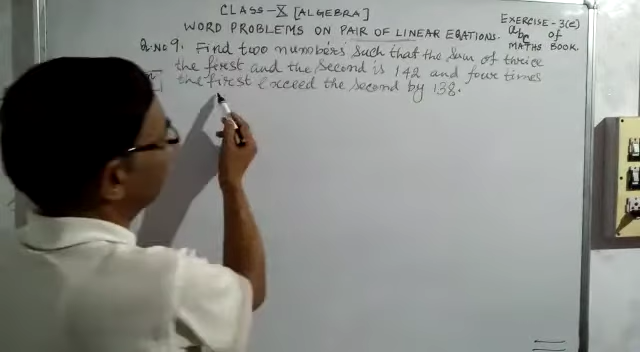 CLASS-X [ALGEBRA]
WORD PROBLEMS ON PAIR OF LINEAR EQATIONS.
EXERCISE-3(E)
of
MATHS BOOK.
Q.No 9. Find two numbers such that the sum of twice
the first and the second is 142 and four times
the first exceed the second by 138.